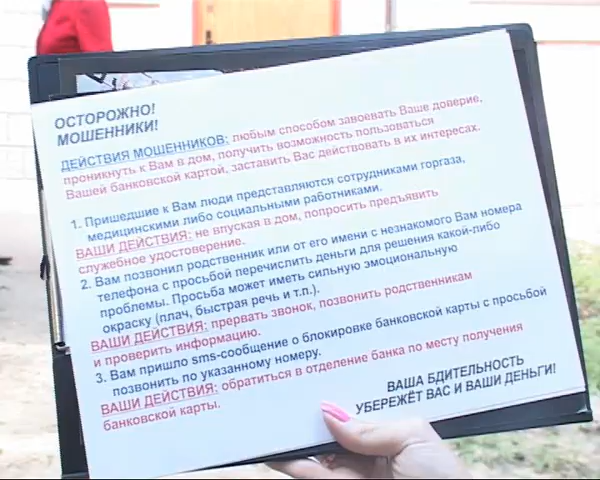 ОСТОРОЖНО!
МОШЕННИКИ!
ДЕЙСТВИЯ МОШЕННИКОВ: любым способом завоевать Ваше доверие,
проникнуть к Вам в дом, получить возможность пользоваться
Вашей банковской картой, заставить Вас действовать в их интересах.
1. Пришедшие к Вам люди представляются сотрудниками горгаза,
медицинскими либо социальными работниками.
ВАШИ ДЕЙСТВИЯ: не впуская в дом, попросить предъявить
служебное удостоверение.
2. Вам позвонил родственник или от его имени с незнакомого Вам номера
телефона с просьбой перечислить деньги для решения какой-либо
проблемы. Просьба может иметь сильную эмоциональную
окраску (плач, быстрая речь и т.п.).
ВАШИ ДЕЙСТВИЯ: прервать звонок, позвонить родственникам
и проверить информацию.
3. Вам пришло sms-сообщение о блокировке банковской карты с просьбой
позвонить по указанному номеру.
ВАШИ ДЕЙСТВИЯ: обратиться в отделение банка по месту получения
банковской карты.
ВАША БДИТЕЛЬНОСТЬ
УБЕРЕЖЁТ ВАС И ВАШИ ДЕНЬГИ!